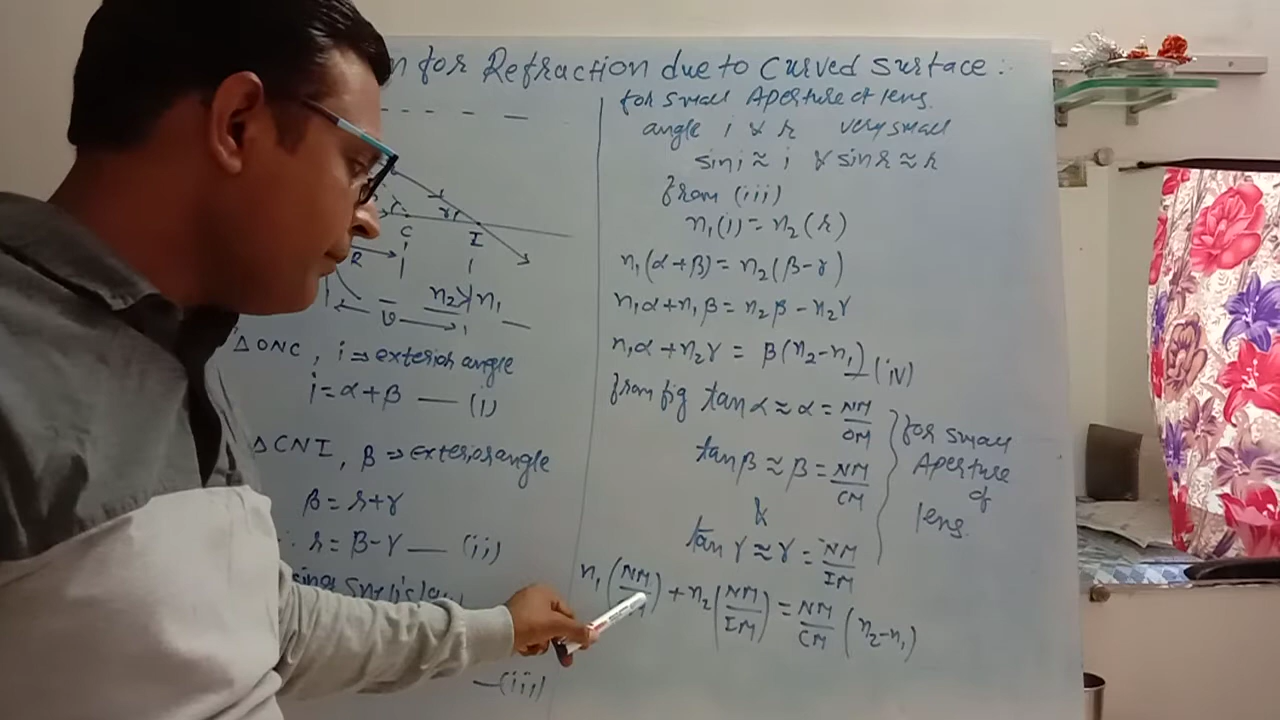 n for Refraction due to Curved surface :-
C
r
I
R
v
n₂>n₁
ΔONC, i ⇒ exterior angle
i = α + β — (i)
ΔCNI, β ⇒ exterior angle
β = r + γ
∴ r = β - γ — (ii)
using Snell's law
— (iii)
for small Aperture of lens.
angle i & r very small
sin i ≈ i & sin r ≈ r
from (iii)
n₁(i) = n₂(r)
n₁(α+β) = n₂(β-γ)
n₁α + n₁β = n₂β - n₂γ
n₁α + n₂γ = β(n₂-n₁) — (iv)
from fig tan α ≈ α = NM/OM
tan β ≈ β = NM/CM
&
tan γ ≈ γ = NM/IM
for small
Aperture
of
lens.
n₁(NM/M) + n₂(NM/IM) = NM/CM (n₂-n₁)